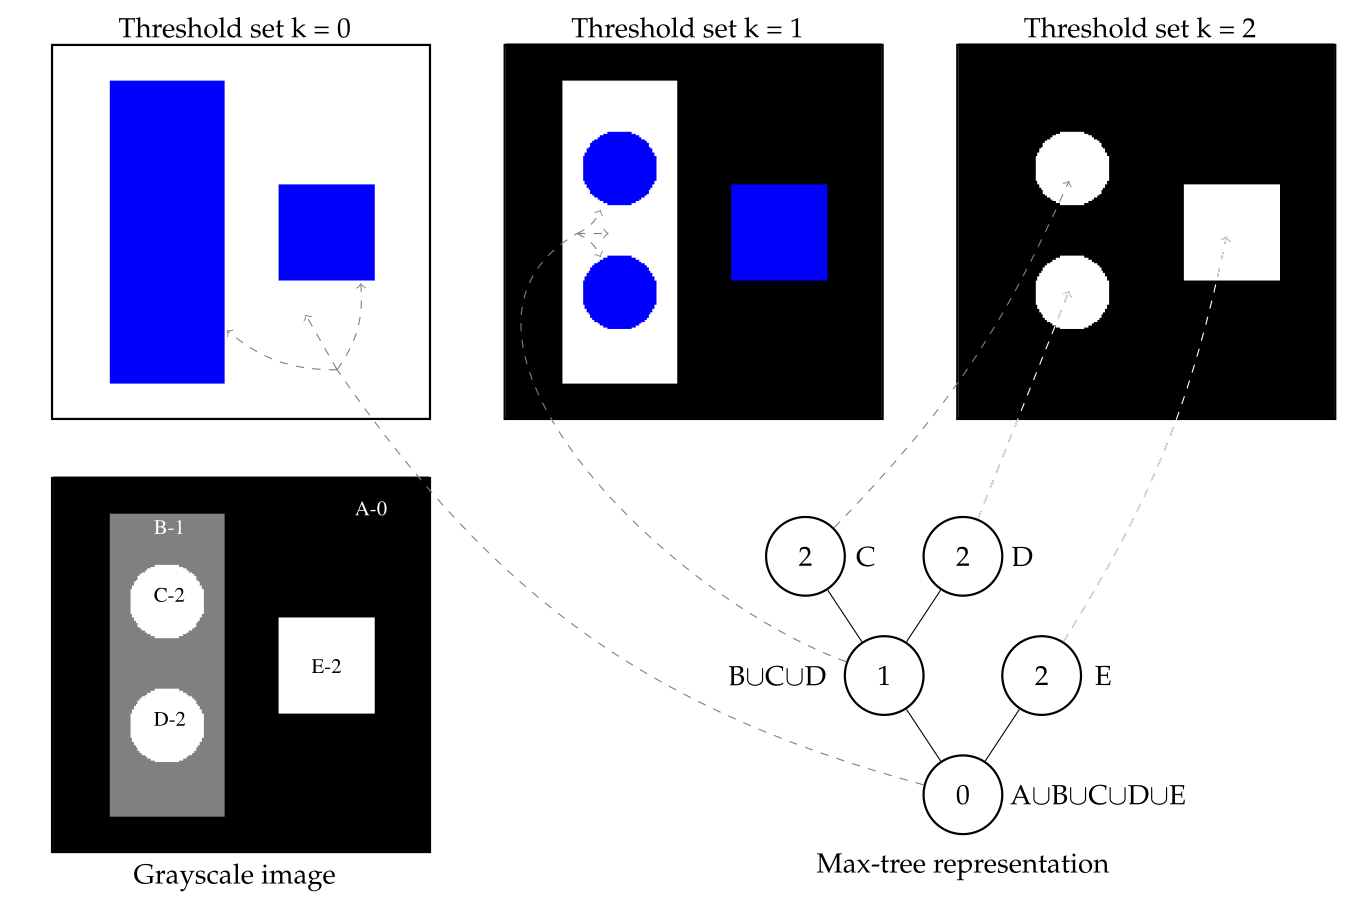 Threshold set k = 0
Threshold set k = 1
Threshold set k = 2
A-0
B-1
C-2
E-2
D-2
Grayscale image
2
C
2
D
B∪C∪D
1
2
E
0
A∪B∪C∪D∪E
Max-tree representation